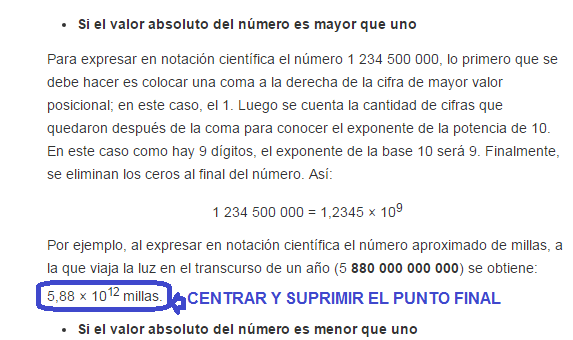 • Si el valor absoluto del número es mayor que uno
Para expresar en notación científica el número 1 234 500 000, lo primero que se
debe hacer es colocar una coma a la derecha de la cifra de mayor valor
posicional; en este caso, el 1. Luego se cuenta la cantidad de cifras que
quedaron después de la coma para conocer el exponente de la potencia de 10.
En este caso como hay 9 dígitos, el exponente de la base 10 será 9. Finalmente,
se eliminan los ceros al final del número. Así:
1 234 500 000 = 1,2345 × 10⁹
Por ejemplo, al expresar en notación científica el número aproximado de millas, a
la que viaja la luz en el transcurso de un año (5 880 000 000 000) se obtiene:
5,88 × 10¹² millas. CENTRAR Y SUPRIMIR EL PUNTO FINAL
• Si el valor absoluto del número es menor que uno